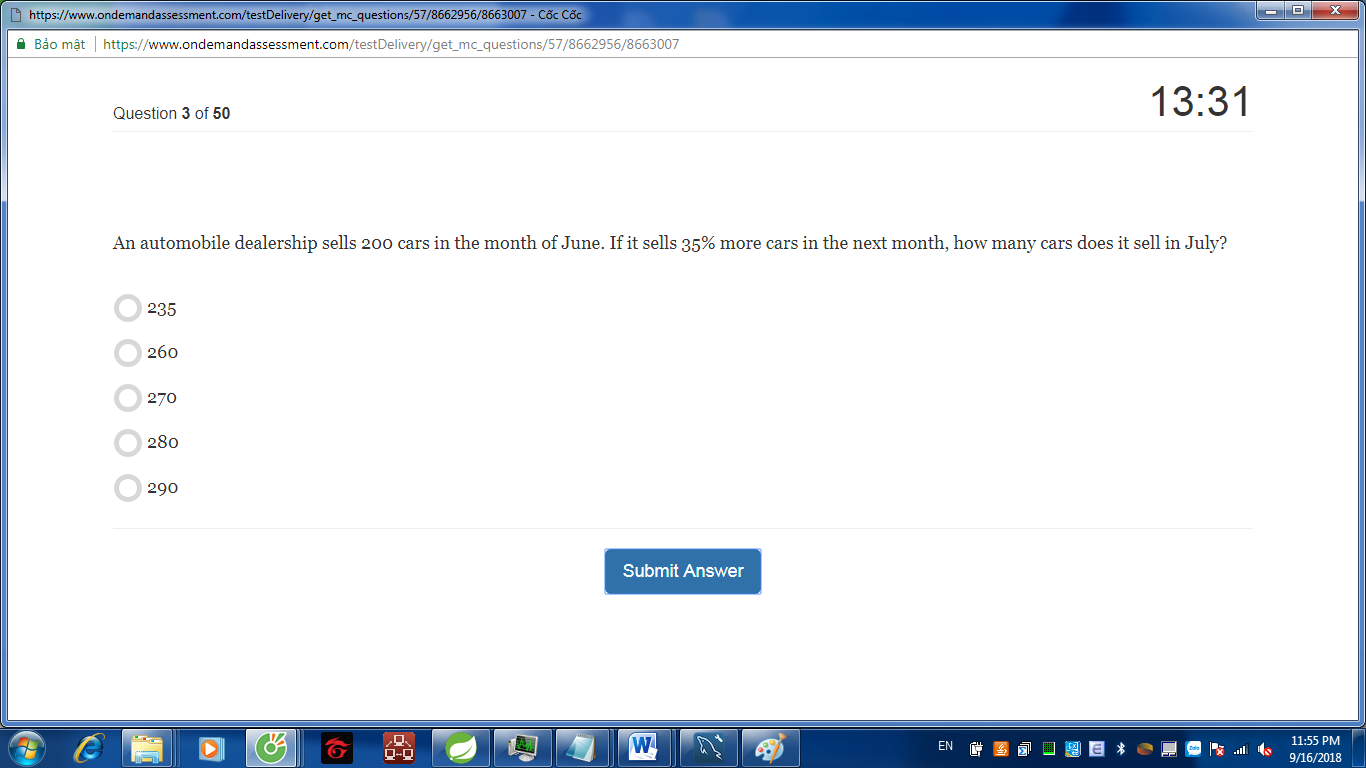 https://www.ondemandassessment.com/testDelivery/get_mc_questions/57/8662956/8663007 - Cốc Cốc
Bảo mật https://www.ondemandassessment.com/testDelivery/get_mc_questions/57/8662956/8663007
13:31
Question 3 of 50
An automobile dealership sells 200 cars in the month of June. If it sells 35% more cars in the next month, how many cars does it sell in July?
235
260
270
280
290
Submit Answer
EN
11:55 PM
9/16/2018